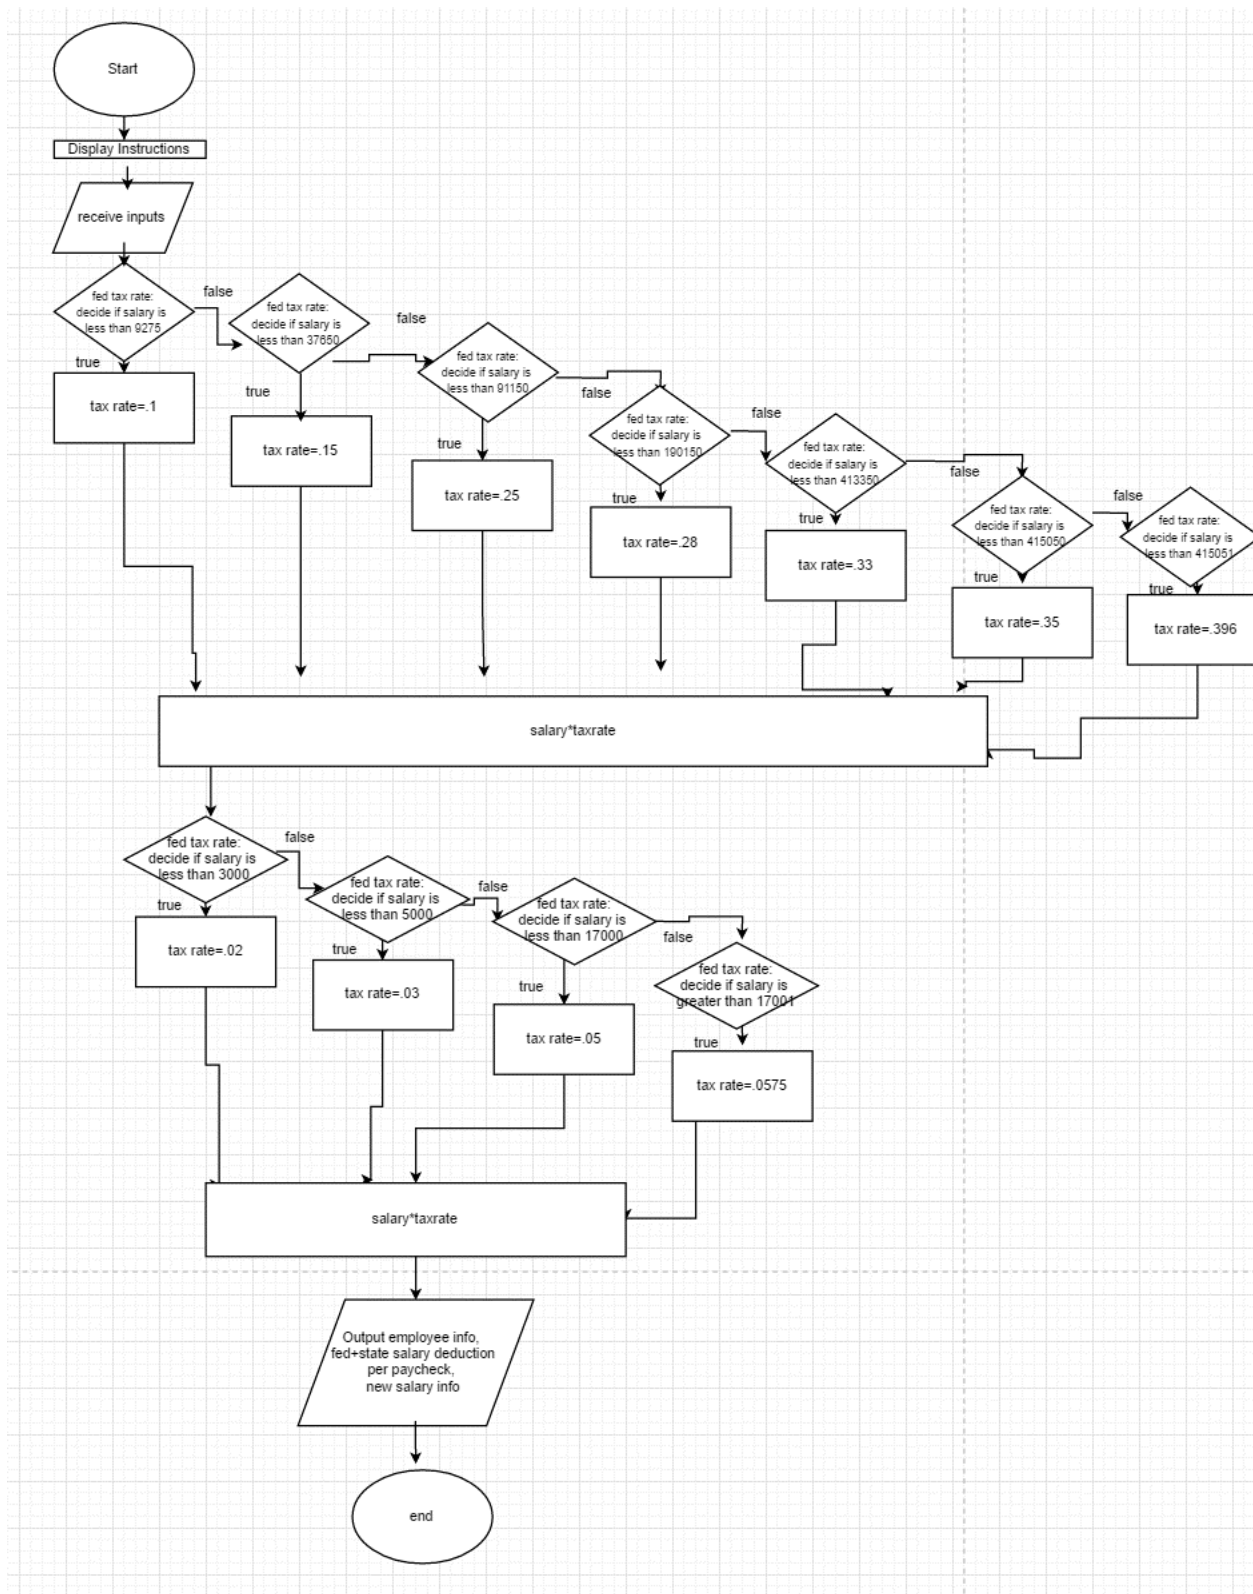 Start
Display Instructions
receive inputs
fed tax rate:
decide if salary is
less than 9275
false
true
tax rate=.1
fed tax rate:
decide if salary is
less than 37650
false
true
tax rate=.15
fed tax rate:
decide if salary is
less than 91150
false
true
tax rate=.25
fed tax rate:
decide if salary is
less than 190150
false
true
tax rate=.28
fed tax rate:
decide if salary is
less than 413350
false
true
tax rate=.33
fed tax rate:
decide if salary is
less than 415050
false
true
tax rate=.35
fed tax rate:
decide if salary is
less than 415051
true
tax rate=.396
salary*taxrate
fed tax rate:
decide if salary is
less than 3000
false
true
tax rate=.02
fed tax rate:
decide if salary is
less than 5000
false
true
tax rate=.03
fed tax rate:
decide if salary is
less than 17000
false
true
tax rate=.05
fed tax rate:
decide if salary is
greater than 17001
true
tax rate=.0575
salary*taxrate
Output employee info,
fed+state salary deduction
per paycheck,
new salary info
end